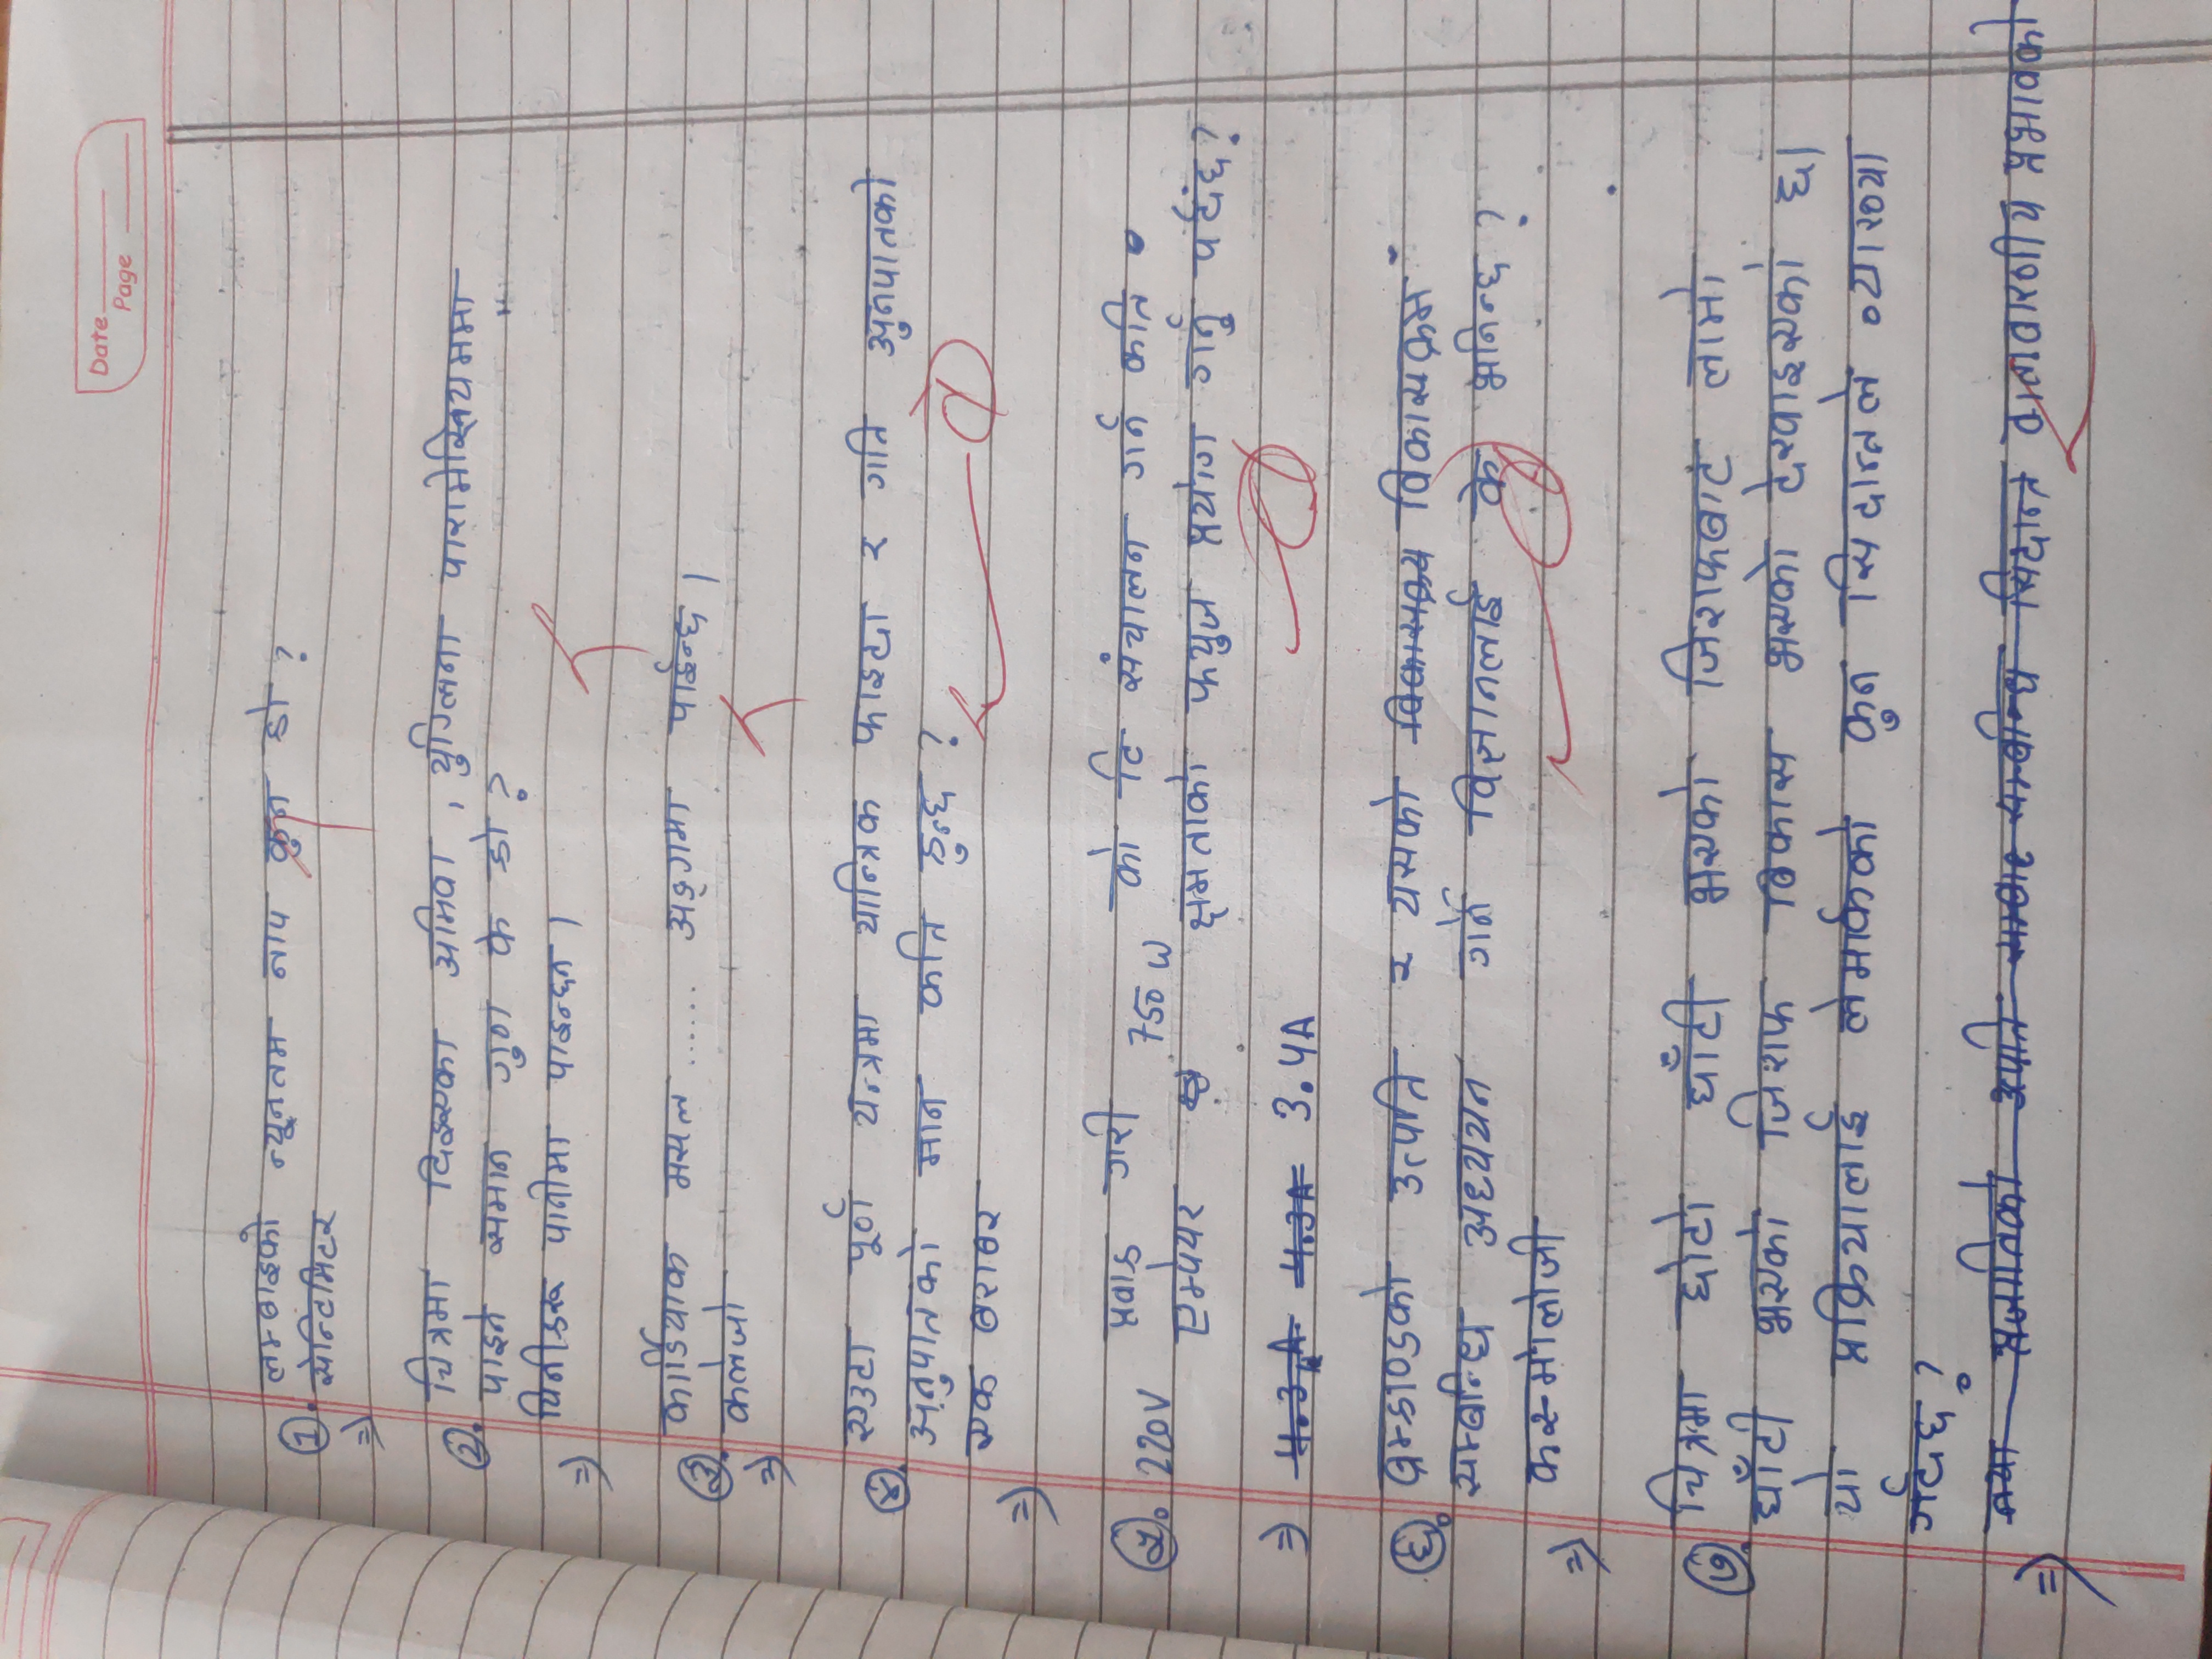 Date
Page
① लम्बाइको न्यूनतम नाप कुन हो ?
⇒ सेन्टिमिटर
②. चित्रमा दिइएका अमिवा , युग्लिना पारामेसियममा
पाइने समान गुण के हो ?
⇒ यिनीहरू पानीमा पाइन्छन ।
③. कार्डियाक मसल ...... अङ्गमा पाईन्छ ।
⇒ कलेजो
④. एउटा पूर्ण यन्त्रमा यान्त्रिक फाइदा र गति अुनपातको
अनुपातको मान कति हुन्छ ?
⇒ एक बराबर
⑤. 220V प्रवाह गरी 750 W को टि संचालन गर्न कति
एम्पेयर क्षमताको फयुज प्रयोग गर्नु पर्दछ ?
⇒ 4.3A 4.3A 3.4A
⑥. ब्रम्हाण्डको उत्पति र यसको विकासक्रम
सम्बन्धि अध्ययन गर्ने विज्ञानलाई के भनिन्छ ?
⇒ कस्मोलोजी
⑦. चित्रमा छोटो घाँटी भएको जिराफबाट लामो
घाँटी भएको जिराफ बिकास भएको देखाइएको छ।
यो प्रक्रियालाई लेमार्कको कुन सिदान्तले व्याख्या
गर्दछ ?
⇒ नया प्रजातिको उत्पति सम्बन्धि सिदान्त वातावारणीय प्रभावको